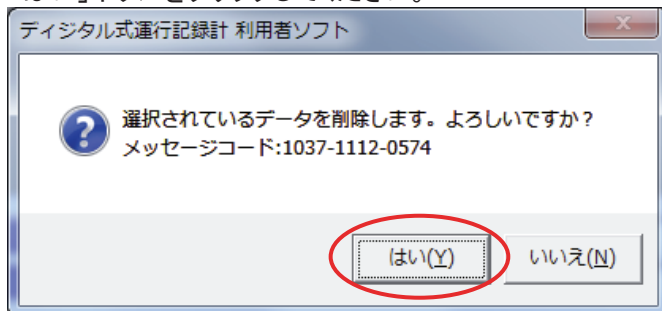 ディジタル式運行記録計 利用者ソフト
選択されているデータを削除します。よろしいですか？
メッセージコード:1037-1112-0574
はい(Y)
いいえ(N)